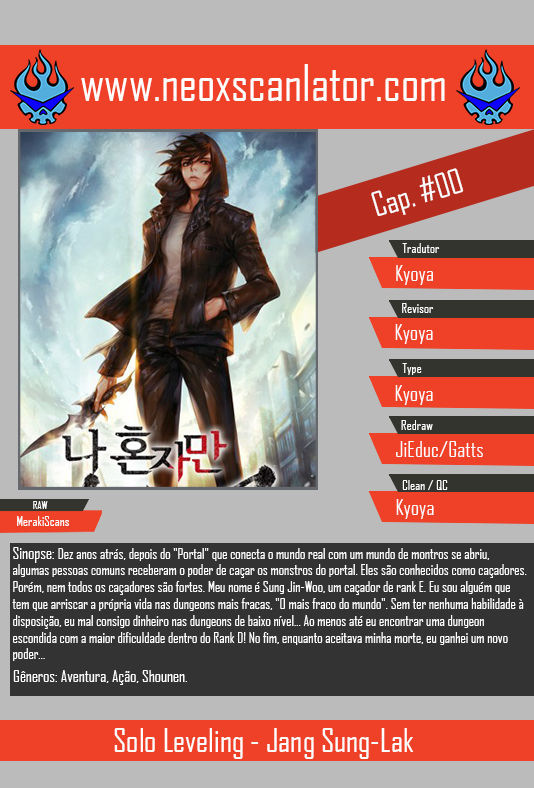 www.neoxscanlator.com
Cap. #00
Tradutor
Kyoya
Revisor
Kyoya
Type
Kyoya
Redraw
JiEduc/Gatts
Clean / QC
Kyoya
나 혼자만
RAW
MerakiScans
Sinopse: Dez anos atrás, depois do "Portal" que conecta o mundo real com um mundo de montros se abriu,
algumas pessoas comuns receberam o poder de caçar os monstros do portal. Eles são conhecidos como caçadores.
Porém, nem todos os caçadores são fortes. Meu nome é Sung Jin-Woo, um caçador de rank E. Eu sou alguém que
tem que arriscar a própria vida nas dungeons mais fracas, "O mais fraco do mundo". Sem ter nenhuma habilidade à
disposição, eu mal consigo dinheiro nas dungeons de baixo nível... Ao menos até eu encontrar uma dungeon
escondida com a maior dificuldade dentro do Rank D! No fim, enquanto aceitava minha morte, eu ganhei um novo
poder...
Gêneros: Aventura, Ação, Shounen.
Solo Leveling - Jang Sung-Lak